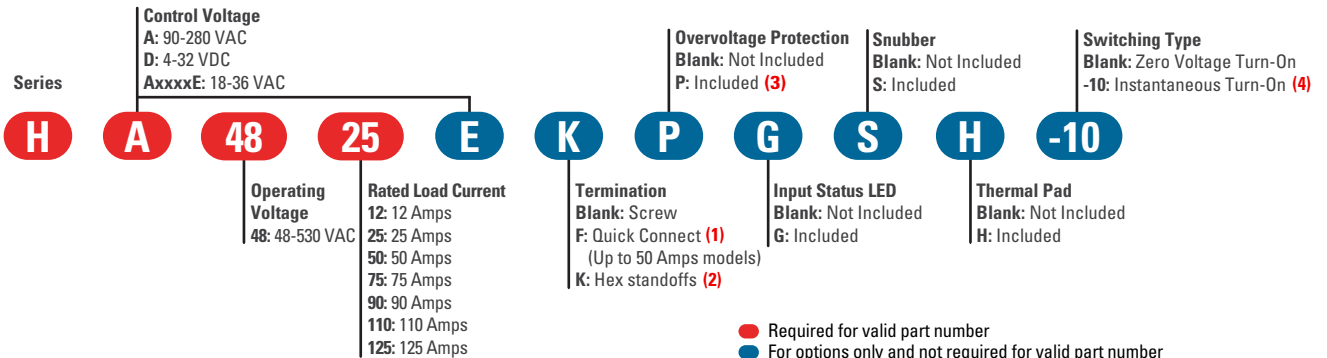 Control Voltage
A: 90-280 VAC
D: 4-32 VDC
AxxxxE: 18-36 VAC
Overvoltage Protection
Blank: Not Included
P: Included (3)
Snubber
Blank: Not Included
S: Included
Switching Type
Blank: Zero Voltage Turn-On
-10: Instantaneous Turn-On (4)
Series
H A 48 25 E K P G S H -10
Operating
Voltage
48: 48-530 VAC
Rated Load Current
12: 12 Amps
25: 25 Amps
50: 50 Amps
75: 75 Amps
90: 90 Amps
110: 110 Amps
125: 125 Amps
Termination
Blank: Screw
F: Quick Connect (1)
(Up to 50 Amps models)
K: Hex standoffs (2)
Input Status LED
Blank: Not Included
G: Included
Thermal Pad
Blank: Not Included
H: Included
Required for valid part number
For options only and not required for valid part number